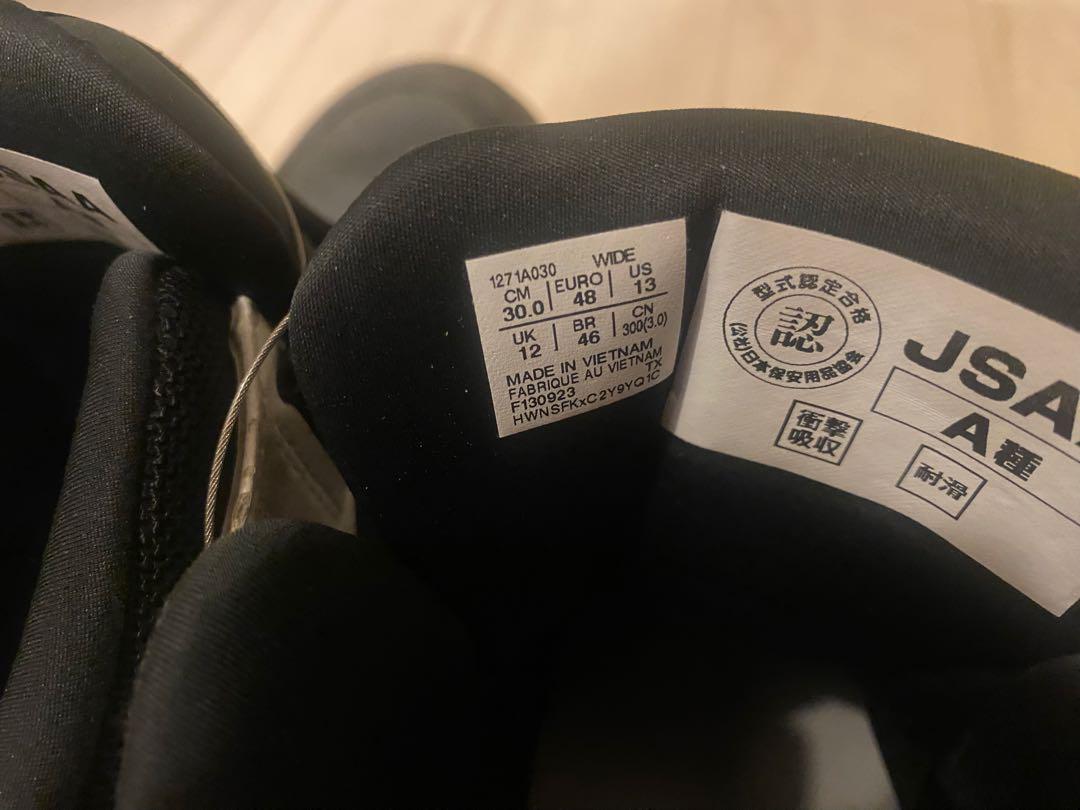 1271A030 WIDE
CM EURO US
30.0 48 13
UK BR CN
12 46 300(3.0)
MADE IN VIETNAM
FABRIQUE AU VIETNAM
F130923 TX
HWNSFKxC2Y9YQ1C
型式認定合格
認
(公社)日本保安用品協会
JSAA
A種
衝撃
吸収
耐滑